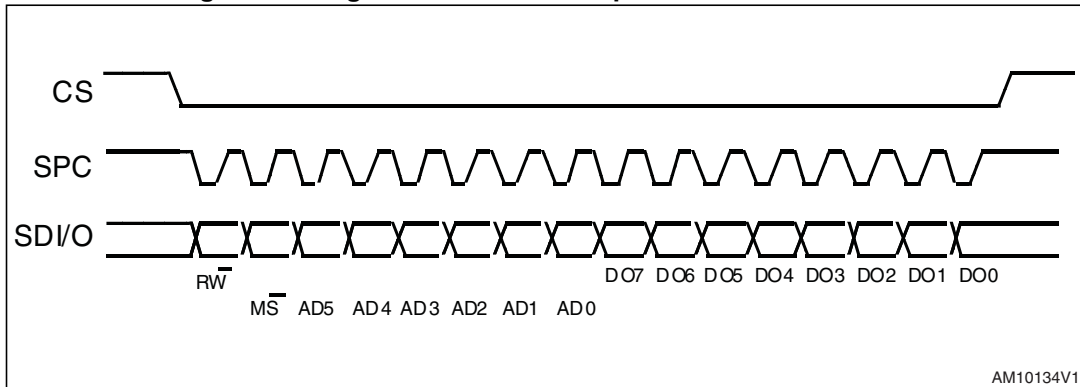 CS
SPC
SDI/O
RW
DO7 DO6 DO5 DO4 DO3 DO2 DO1 DO0
MS AD5 AD4 AD3 AD2 AD1 AD0
AM10134V1